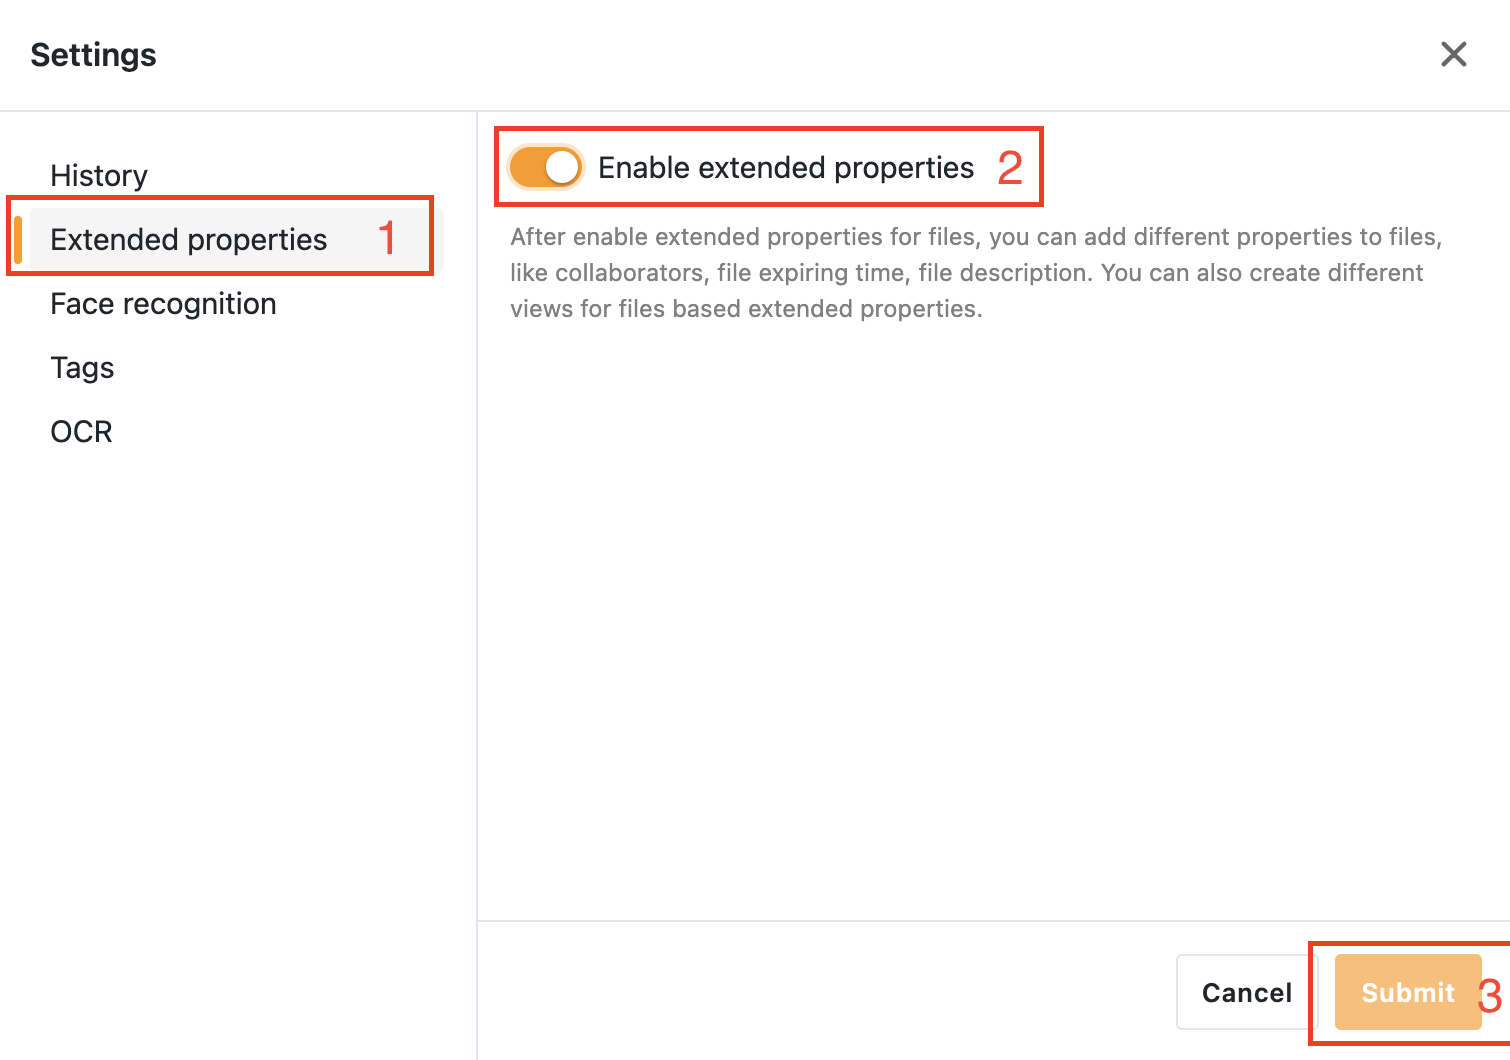 Settings
History
Extended properties 1
Face recognition
Tags
OCR
Enable extended properties 2
After enable extended properties for files, you can add different properties to files,
like collaborators, file expiring time, file description. You can also create different
views for files based extended properties.
Cancel
Submit 3